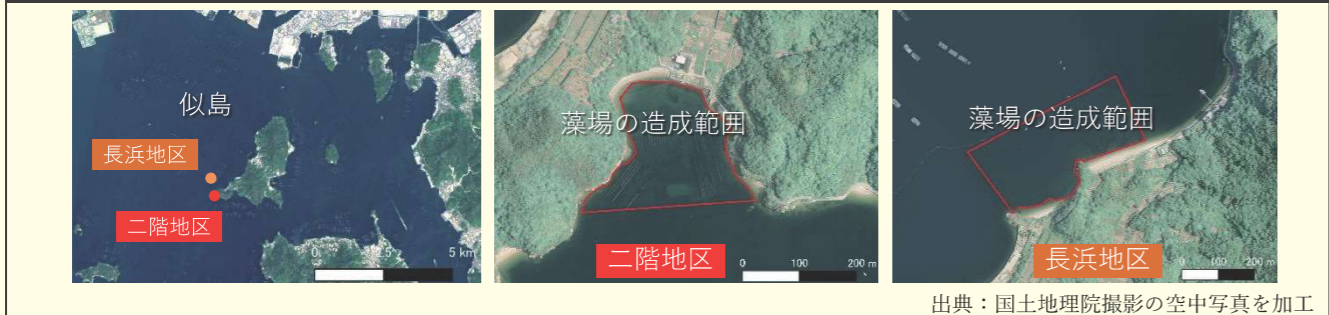 似島
長浜地区
二階地区
0 2.5 5 km
藻場の造成範囲
二階地区
0 100 200 m
藻場の造成範囲
長浜地区
0 100 200 m
出典：国土地理院撮影の空中写真を加工